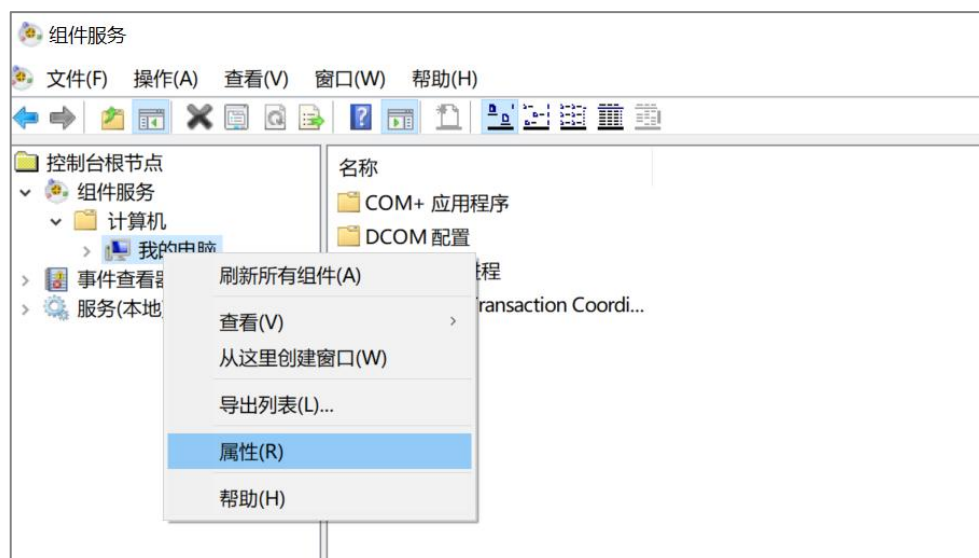 组件服务
文件(F) 操作(A) 查看(V) 窗口(W) 帮助(H)
控制台根节点
组件服务
计算机
我的电脑
事件查看器
服务(本地)
名称
COM+ 应用程序
DCOM 配置
进程
ransaction Coordi...
刷新所有组件(A)
查看(V)
从这里创建窗口(W)
导出列表(L)...
属性(R)
帮助(H)